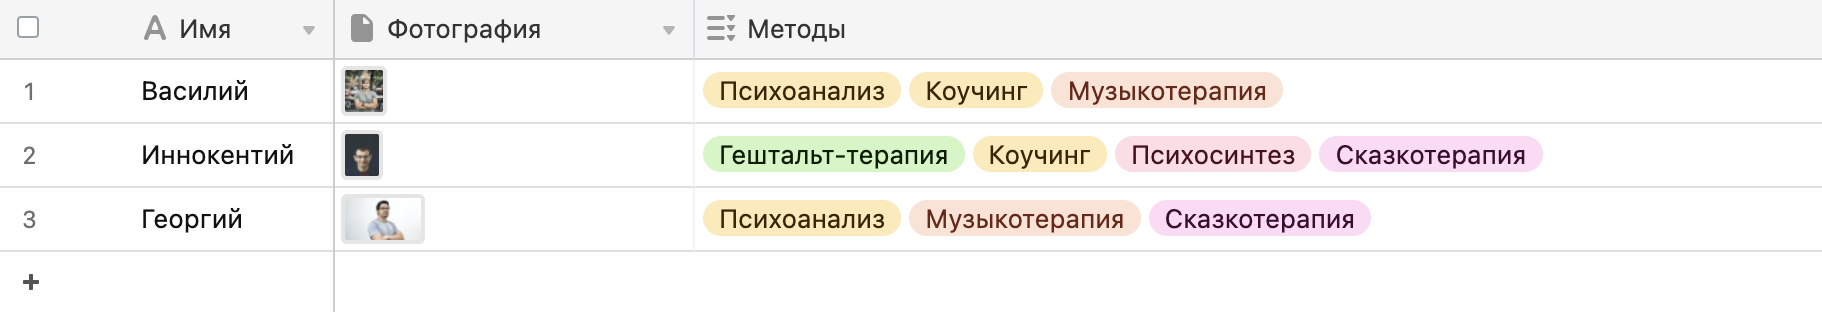 Имя Фотография Методы
1 Василий Психоанализ Коучинг Музыкотерапия
2 Иннокентий Гештальт-терапия Коучинг Психосинтез Сказкотерапия
3 Георгий Психоанализ Музыкотерапия Сказкотерапия